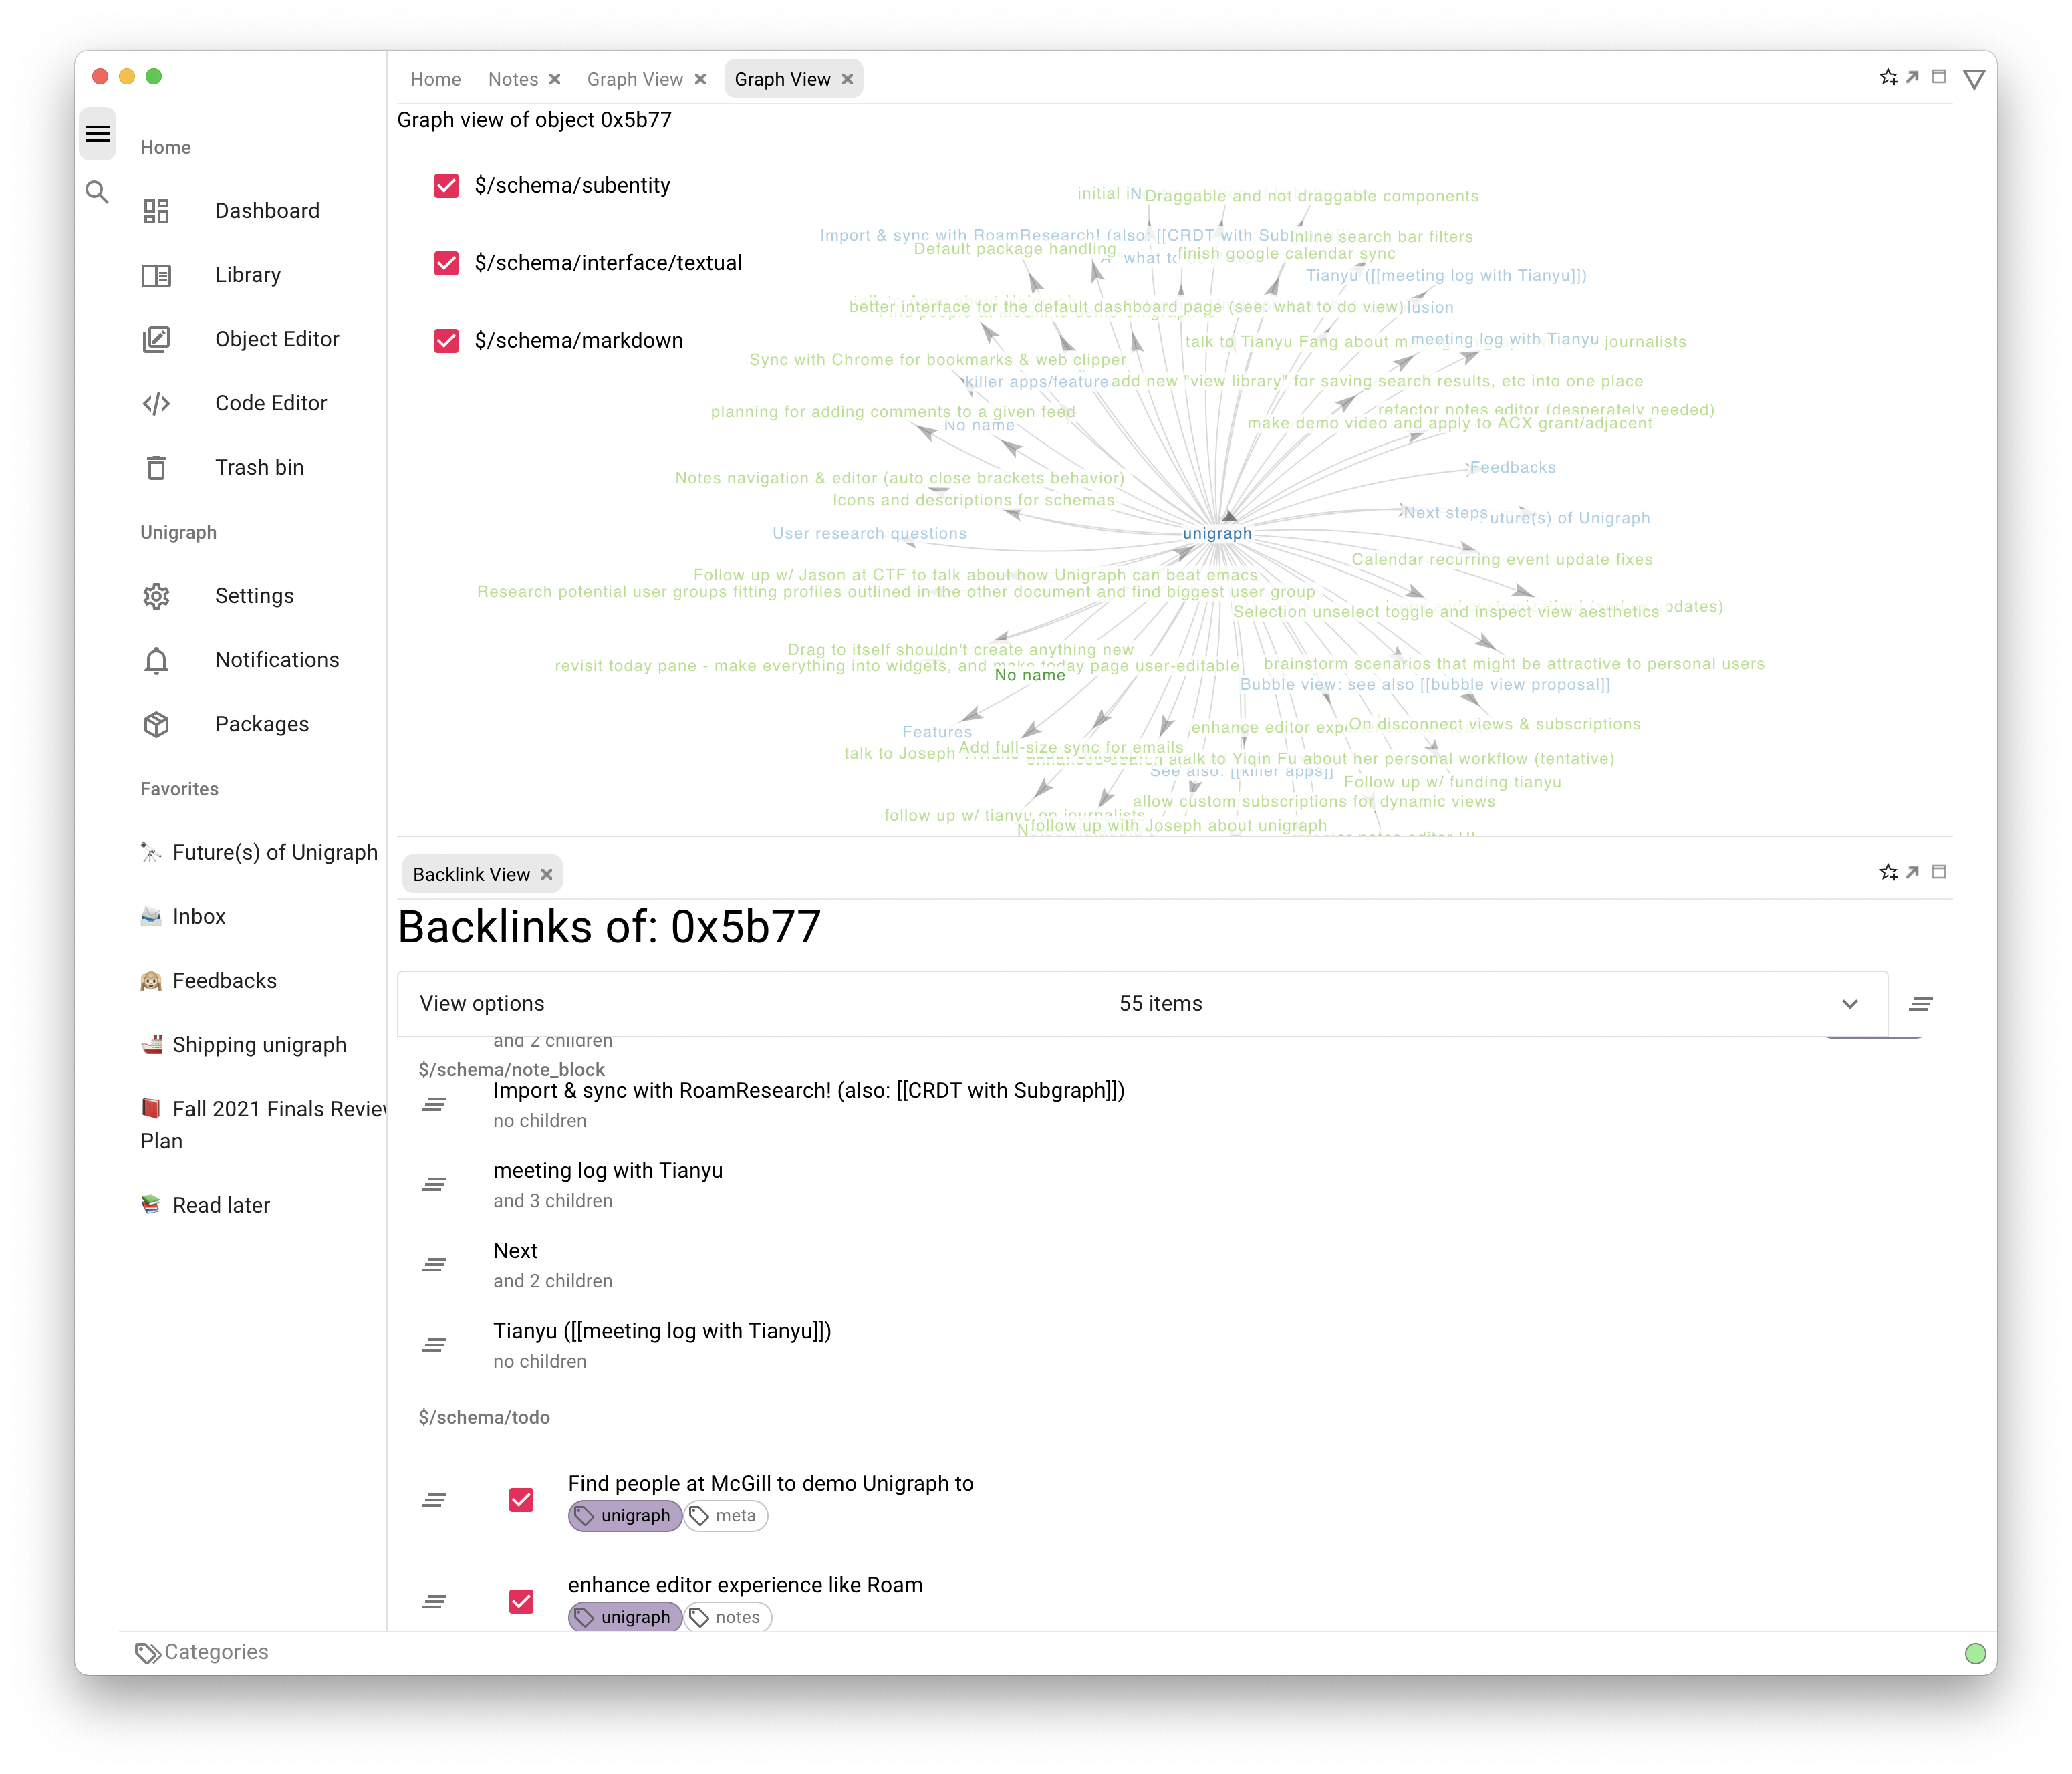 Home
Dashboard
Library
Object Editor
Code Editor
Trash bin
Unigraph
Settings
Notifications
Packages
Favorites
Future(s) of Unigraph
Inbox
Feedbacks
Shipping unigraph
Fall 2021 Finals Review
Plan
Read later
Home Notes Graph View Graph View
Graph view of object 0x5b77
$/schema/subentity
$/schema/interface/textual
$/schema/markdown
initial
Draggable and not draggable components
Import & sync with RoamResearch! (also: [[CRDT with
Inline search bar filters
Default package handling
finish google calendar sync
what to
Tianyu ([[meeting log with Tianyu]])
better interface for the default dashboard page (see: what to do view)
talk to Tianyu Fang about
meeting log with Tianyu
journalists
Sync with Chrome for bookmarks & web clipper
killer apps/feature
add new "view library" for saving search results, etc into one place
planning for adding comments to a given feed
refactor notes editor (desperately needed)
No name
make demo video and apply to ACX grant/adjacent
Feedbacks
Notes navigation & editor (auto close brackets behavior)
Icons and descriptions for schemas
Next steps
uture(s) of Unigraph
User research questions
unigraph
Calendar recurring event update fixes
Follow up w/ Jason at CTF to talk about how Unigraph can beat emacs
Research potential user groups fitting profiles outlined in the other document and find biggest user group
Selection unselect toggle and inspect view aesthetics
Drag to itself shouldn't create anything new
revisit today pane - make everything into widgets, and make today page user-editable
brainstorm scenarios that might be attractive to personal users
No name
Bubble view: see also [[bubble view proposal]]
Features
enhance editor
On disconnect views & subscriptions
talk to Joseph
Add full-size sync for emails
talk to Yiqin Fu about her personal workflow (tentative)
See also: [[killer apps]]
Follow up w/ funding tianyu
allow custom subscriptions for dynamic views
follow up w/ tianyu on journalists
follow up with Joseph about unigraph
Backlink View
Backlinks of: 0x5b77
View options 55 items
and 2 children
$/schema/note_block
Import & sync with RoamResearch! (also: [[CRDT with Subgraph]])
no children
meeting log with Tianyu
and 3 children
Next
and 2 children
Tianyu ([[meeting log with Tianyu]])
no children
$/schema/todo
Find people at McGill to demo Unigraph to
unigraph meta
enhance editor experience like Roam
unigraph notes
Categories